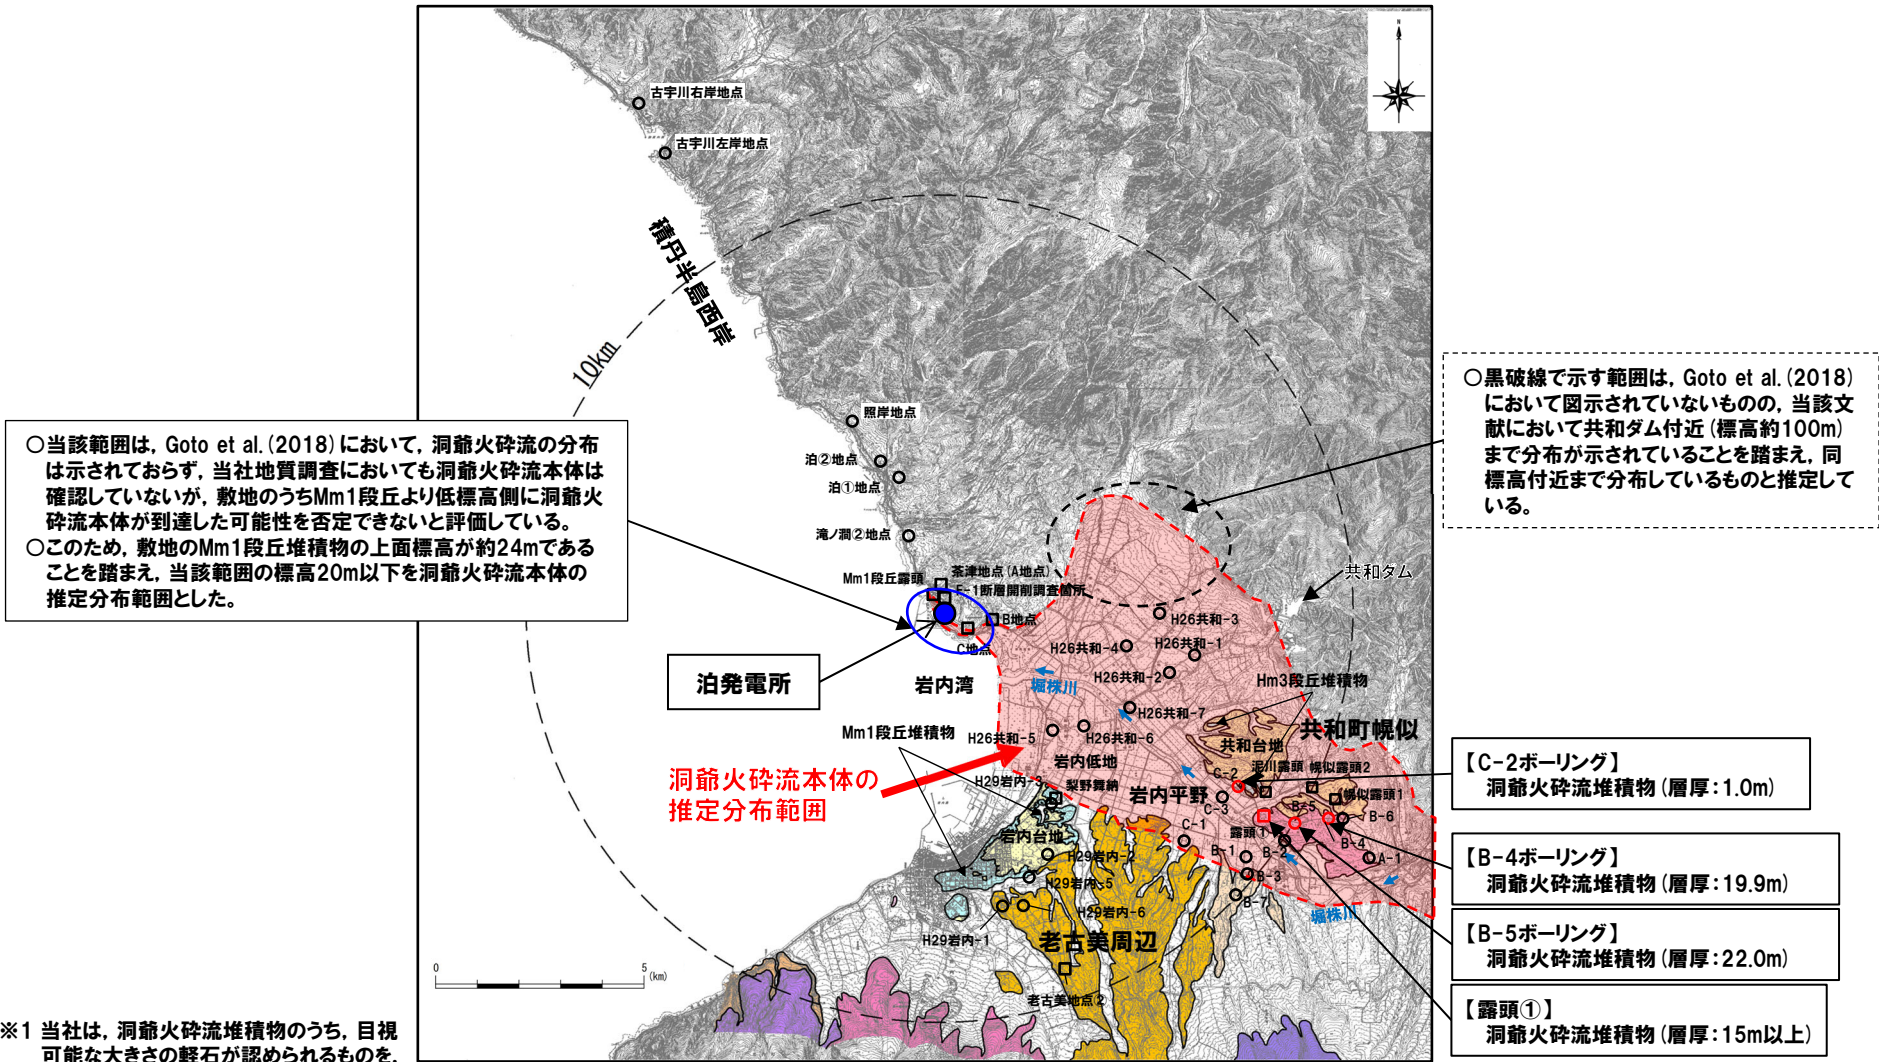 N
古宇川右岸地点
古宇川左岸地点
積丹半島西岸
10km
照岸地点
泊②地点
泊①地点
滝ノ澗②地点
○当該範囲は, Goto et al.(2018)において, 洞爺火砕流の分布
は示されておらず, 当社地質調査においても洞爺火砕流本体は
確認していないが, 敷地のうちMm1段丘より低標高側に洞爺火
砕流本体が到達した可能性を否定できないと評価している。
○このため, 敷地のMm1段丘堆積物の上面標高が約24mである
ことを踏まえ, 当該範囲の標高20m以下を洞爺火砕流本体の
推定分布範囲とした。
○黒破線で示す範囲は, Goto et al.(2018)
において図示されていないものの, 当該文
献において共和ダム付近(標高約100m)
まで分布が示されていることを踏まえ, 同
標高付近まで分布しているものと推定して
いる。
共和ダム
Mm1段丘露頭
茶津地点(A地点)
F-1断層開削調査箇所
B地点
C地点
泊発電所
岩内湾
堀株川
H26共和-3
H26共和-4
H26共和-1
H26共和-2
Hm3段丘堆積物
H26共和-7
H26共和-5
H26共和-6
Mm1段丘堆積物
共和町幌似
共和台地
岩内低地
洞爺火砕流本体の
推定分布範囲
H29岩内-3
梨野舞納
岩内平野
C-2
泥川露頭
幌似露頭2
幌似露頭1
C-3
B-5
B-6
C-1
露頭①
B-4
B-1
B-2
A-1
B-3
B-7
堀株川
岩内台地
H29岩内-2
H29岩内-5
H29岩内-6
H29岩内-1
老古美周辺
老古美地点②
【C-2ボーリング】
洞爺火砕流堆積物(層厚:1.0m)
【B-4ボーリング】
洞爺火砕流堆積物(層厚:19.9m)
【B-5ボーリング】
洞爺火砕流堆積物(層厚:22.0m)
【露頭①】
洞爺火砕流堆積物(層厚:15m以上)
0 5 (km)
※1 当社は, 洞爺火砕流堆積物のうち, 目視
可能な大きさの軽石が認められるものを,